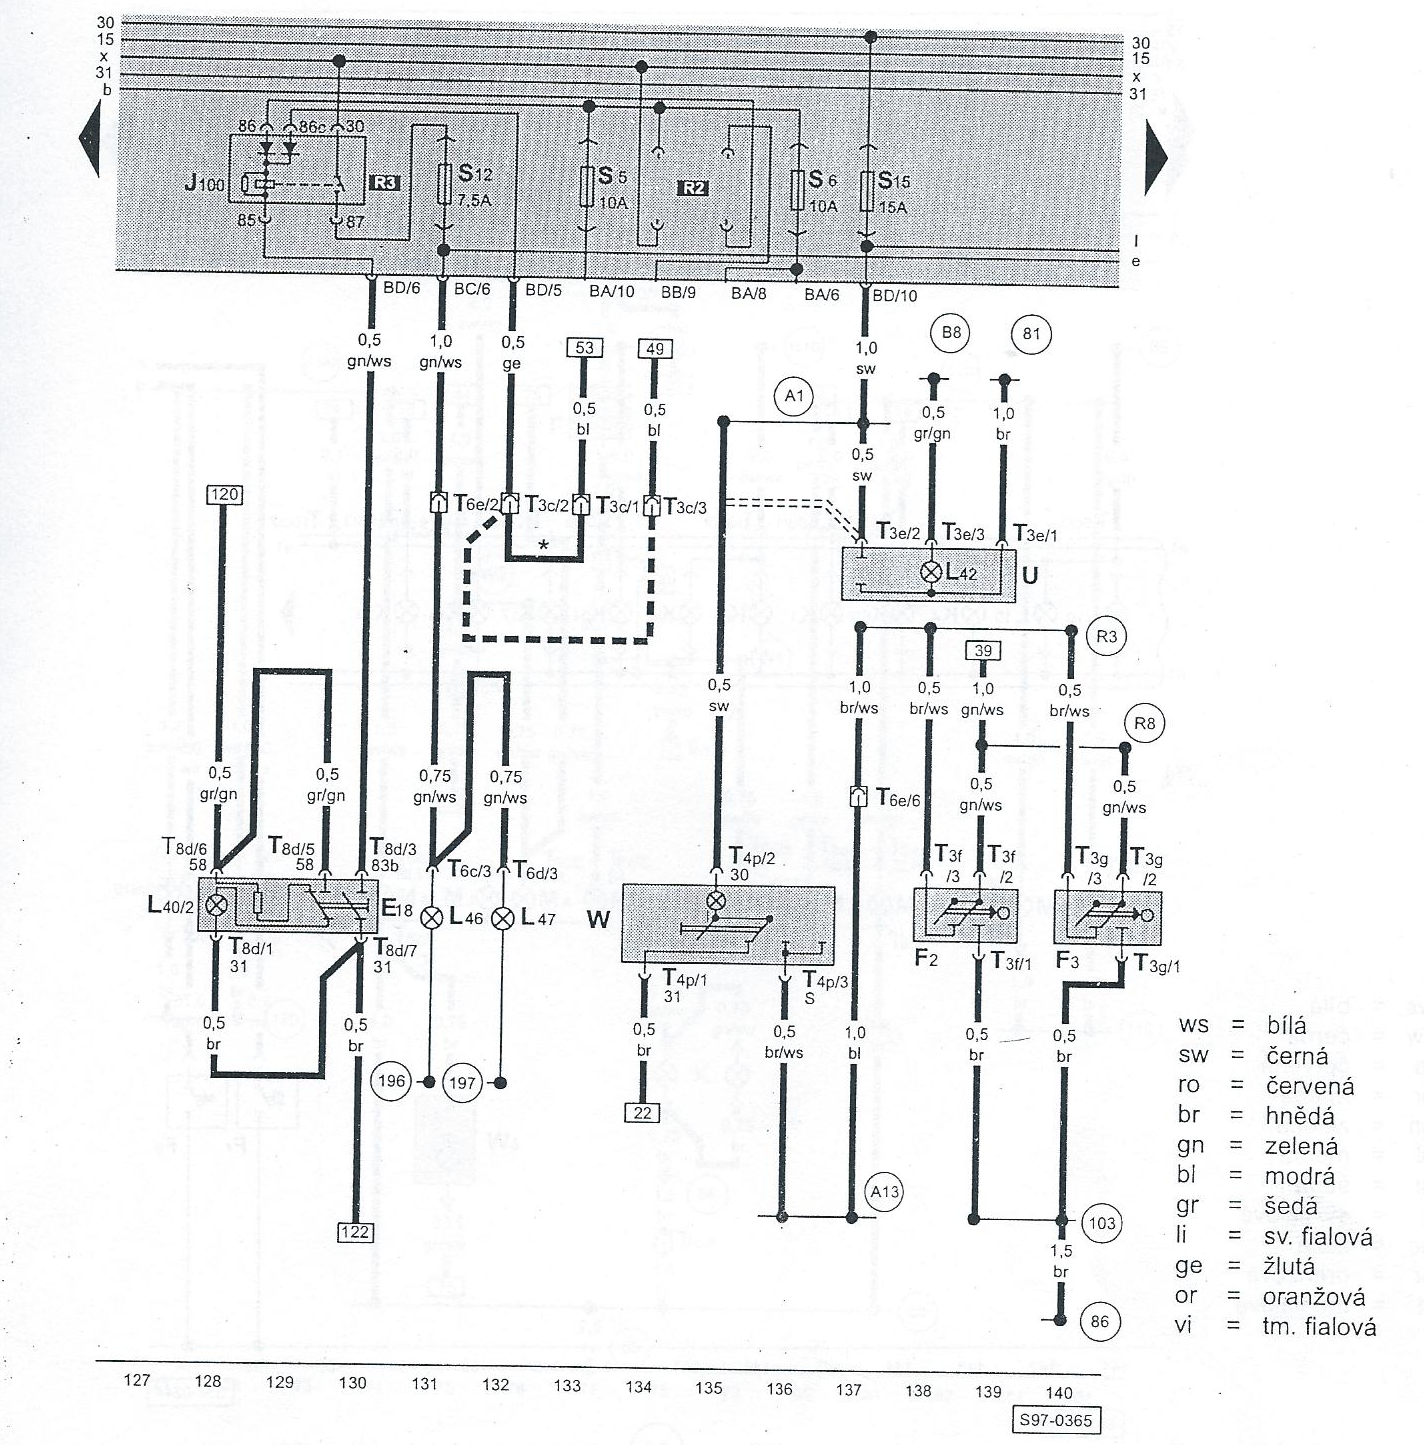 30
15
x
31
b
30
15
x
31
86
86c
30
J100
R3
85
87
S12
7,5A
S5
10A
R2
S6
10A
S15
15A
l
e
BD/6
BC/6
BD/5
BA/10
BB/9
BA/8
BA/6
BD/10
0,5
gn/ws
1,0
gn/ws
0,5
ge
53
49
0,5
bl
0,5
bl
1,0
sw
B8
81
A1
0,5
sw
0,5
gr/gn
1,0
br
120
T6e/2
T3c/2
T3c/1
T3c/3
*
T3e/2
T3e/3
T3e/1
L42
U
R3
39
0,5
sw
1,0
br/ws
0,5
br/ws
1,0
gn/ws
0,5
br/ws
R8
0,5
gr/gn
0,5
gr/gn
0,75
gn/ws
0,75
gn/ws
T6e/6
0,5
gn/ws
0,5
gn/ws
T8d/6
58
T8d/5
58
T8d/3
83b
T6c/3
T6d/3
T4p/2
30
T3f
/3
T3f
/2
T3g
/3
T3g
/2
L40/2
E18
L46
L47
W
F2
F3
T8d/1
31
T8d/7
31
T4p/1
31
T4p/3
S
T3f/1
T3g/1
0,5
br
0,5
br
0,5
br
0,5
br/ws
1,0
bl
0,5
br
0,5
br
196
197
22
A13
122
103
1,5
br
86
ws = bílá
sw = černá
ro = červená
br = hnědá
gn = zelená
bl = modrá
gr = šedá
li = sv. fialová
ge = žlutá
or = oranžová
vi = tm. fialová
127 128 129 130 131 132 133 134 135 136 137 138 139 140
S97-0365